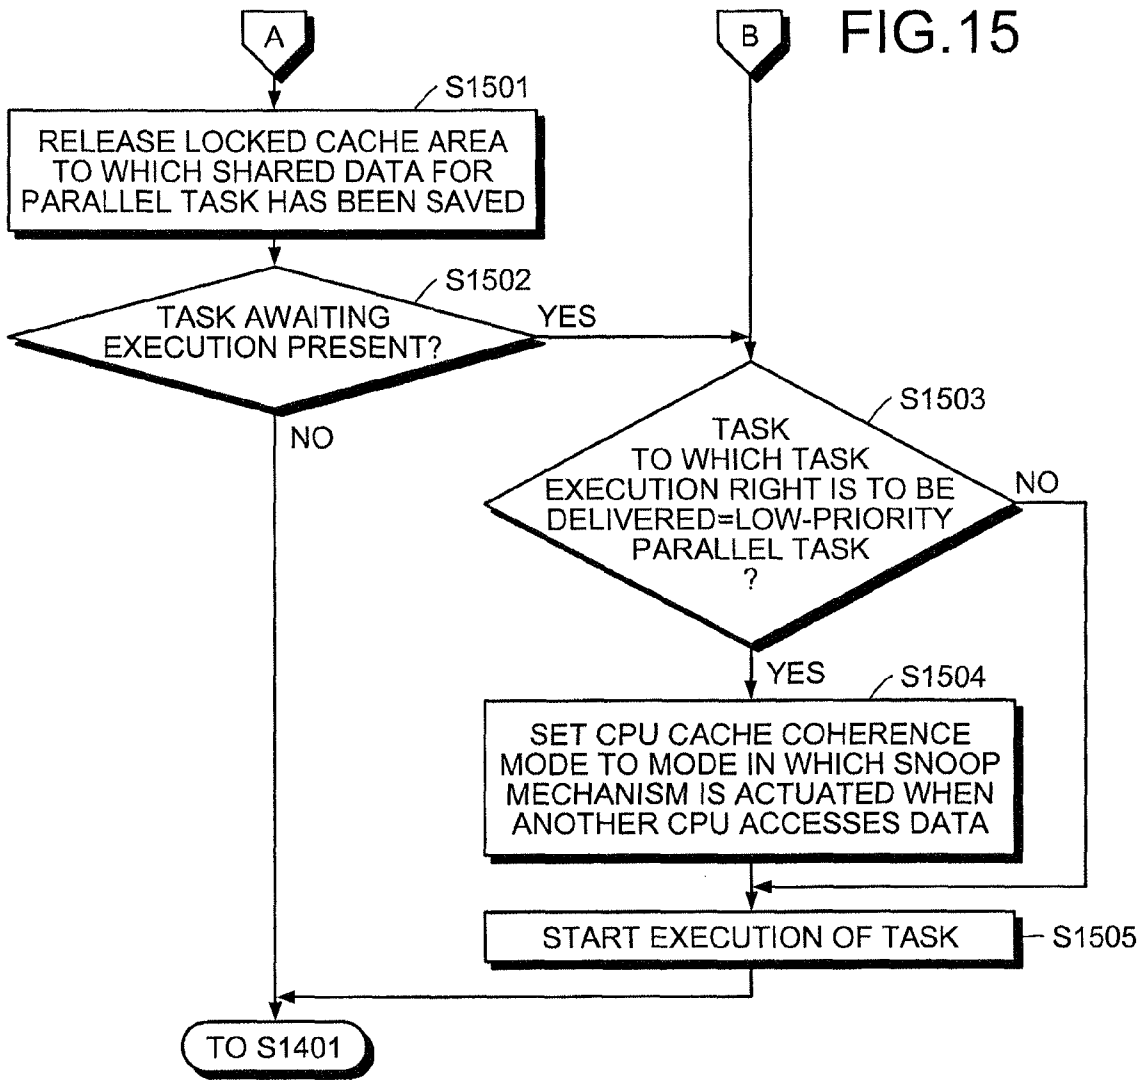 A
B
FIG.15
S1501
RELEASE LOCKED CACHE AREA
TO WHICH SHARED DATA FOR
PARALLEL TASK HAS BEEN SAVED
S1502
TASK AWAITING
EXECUTION PRESENT?
YES
NO
S1503
TASK
TO WHICH TASK
EXECUTION RIGHT IS TO BE
DELIVERED=LOW-PRIORITY
PARALLEL TASK
?
NO
YES
S1504
SET CPU CACHE COHERENCE
MODE TO MODE IN WHICH SNOOP
MECHANISM IS ACTUATED WHEN
ANOTHER CPU ACCESSES DATA
START EXECUTION OF TASK
S1505
TO S1401